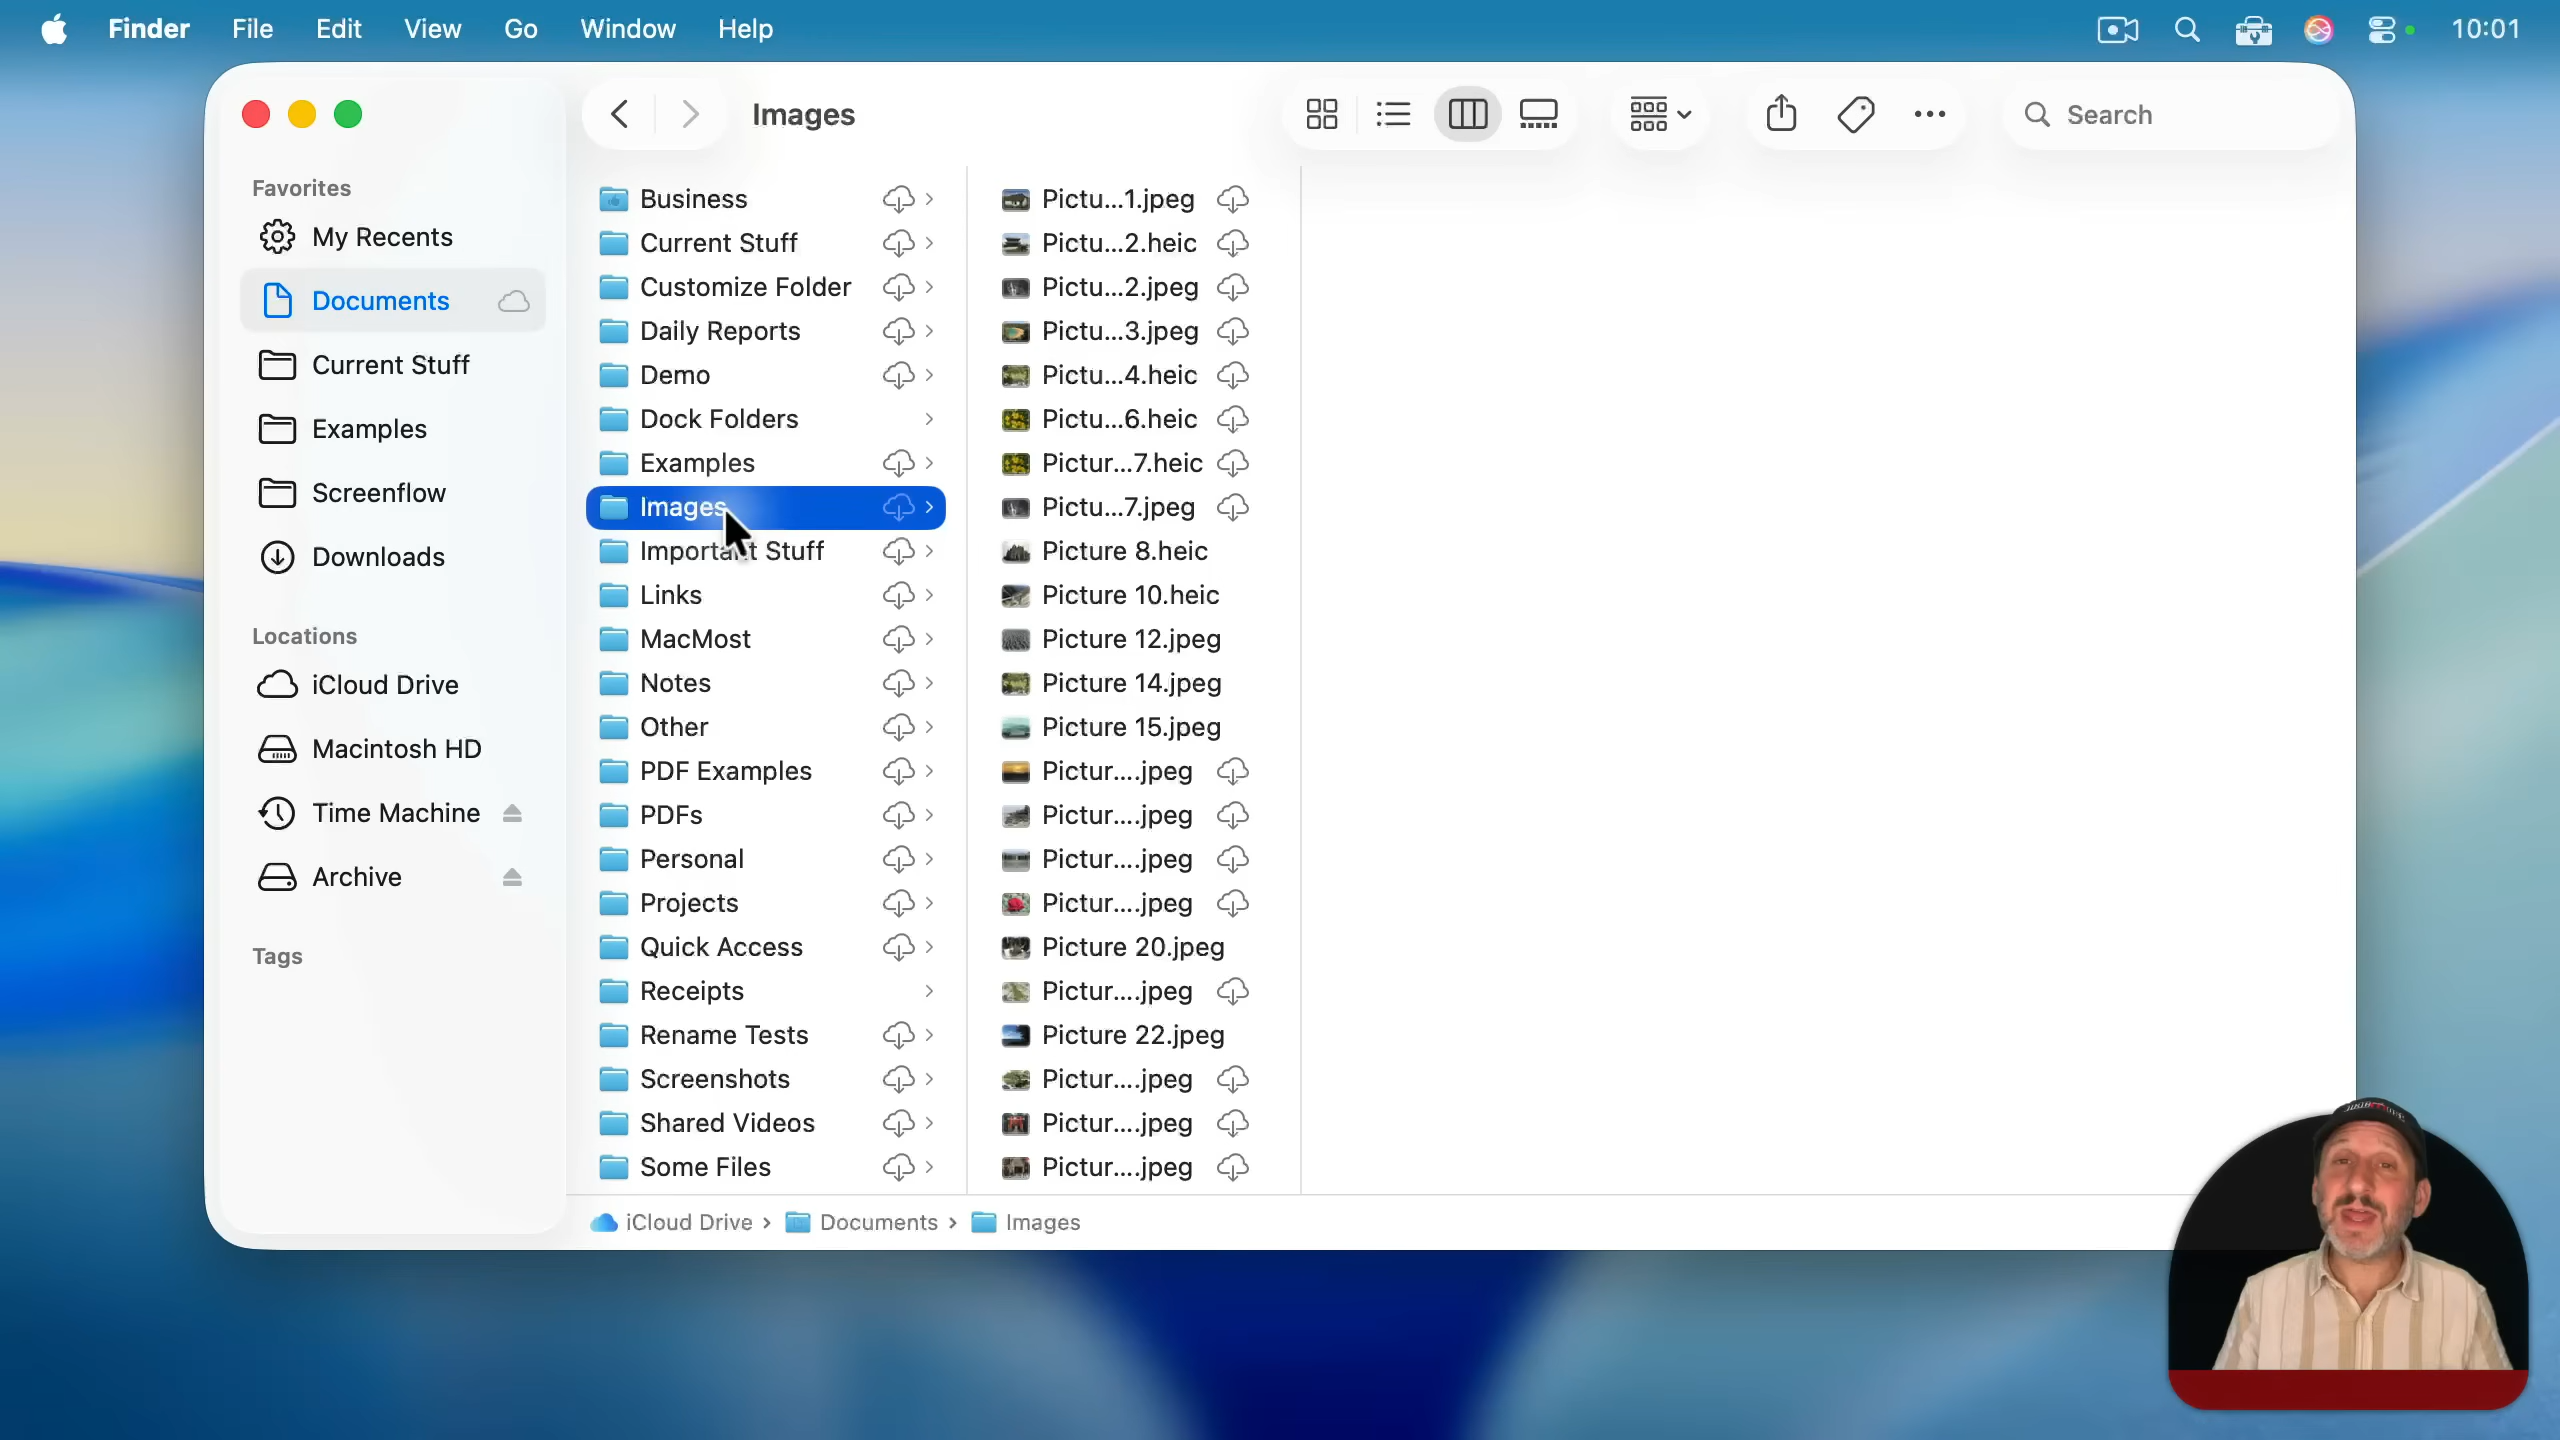 Finder File Edit View Go Window Help 10:01
Images
Search
Favorites
My Recents
Documents
Current Stuff
Examples
Screenflow
Downloads
Locations
iCloud Drive
Macintosh HD
Time Machine
Archive
Tags
Business
Current Stuff
Customize Folder
Daily Reports
Demo
Dock Folders
Examples
Images
Important Stuff
Links
MacMost
Notes
Other
PDF Examples
PDFs
Personal
Projects
Quick Access
Receipts
Rename Tests
Screenshots
Shared Videos
Some Files
Pictu...1.jpeg
Pictu...2.heic
Pictu...2.jpeg
Pictu...3.jpeg
Pictu...4.heic
Pictu...6.heic
Pictur...7.heic
Pictu...7.jpeg
Picture 8.heic
Picture 10.heic
Picture 12.jpeg
Picture 14.jpeg
Picture 15.jpeg
Pictur....jpeg
Pictur....jpeg
Pictur....jpeg
Pictur....jpeg
Picture 20.jpeg
Pictur....jpeg
Picture 22.jpeg
Pictur....jpeg
Pictur....jpeg
Pictur....jpeg
iCloud Drive › Documents › Images